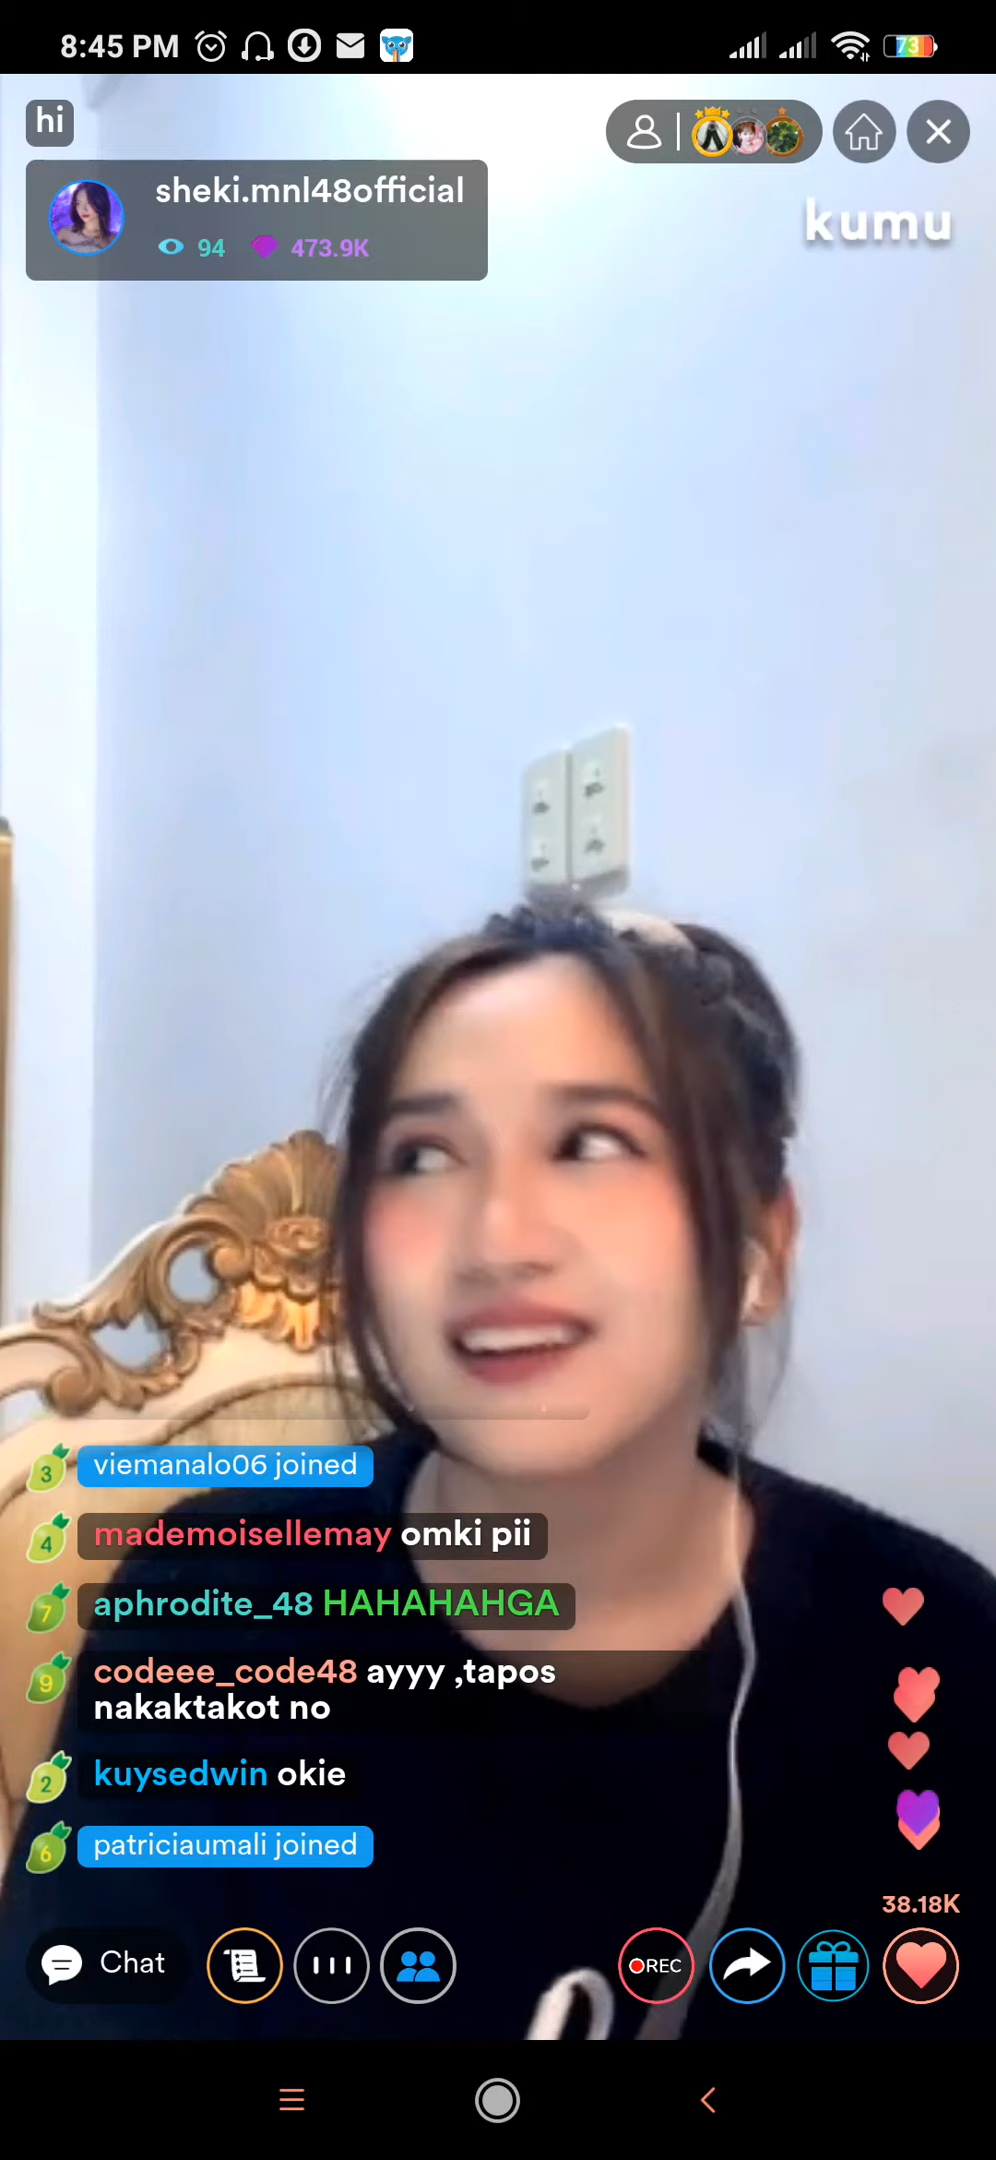 8:45 PM
73
hi
sheki.mnl48official
94 473.9K
kumu
3 viemanalo06 joined
4 mademoisellemay omki pii
7 aphrodite_48 HAHAHAHGA
9 codeee_code48 ayyy ,tapos
nakaktakot no
2 kuysedwin okie
6 patriciaumali joined
38.18K
Chat
REC